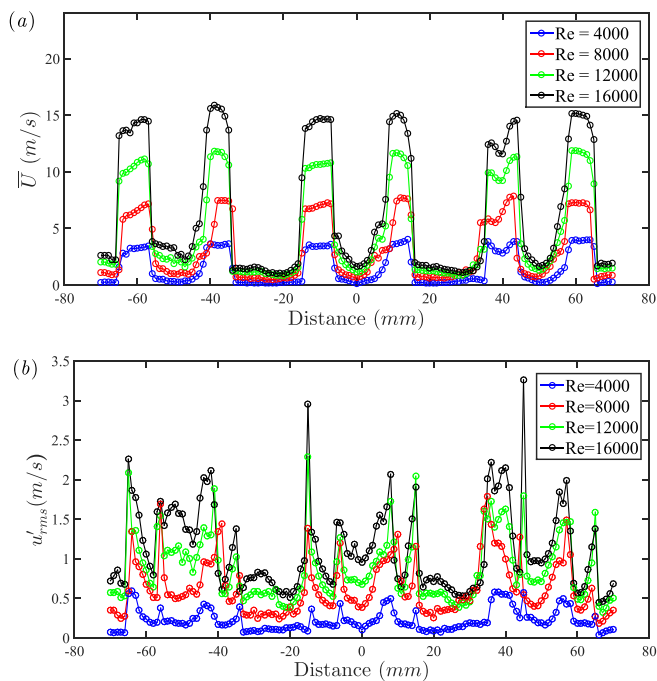 (a)
Re = 4000
Re = 8000
Re = 12000
Re = 16000
20
15
10
5
0
U̅ (m/s)
-80 -60 -40 -20 0 20 40 60 80
Distance (mm)
(b)
3.5
3
2.5
2
1.5
1
0.5
0
Re=4000
Re=8000
Re=12000
Re=16000
u'rms(m/s)
-80 -60 -40 -20 0 20 40 60 80
Distance (mm)